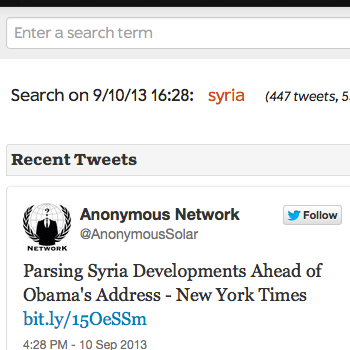 Enter a search term
Search on 9/10/13 16:28: syria (447 tweets, 5
Recent Tweets
NETWORK
Anonymous Network
@AnonymousSolar
Follow
Parsing Syria Developments Ahead of
Obama's Address - New York Times
bit.ly/15OeSSm
4:28 PM - 10 Sep 2013